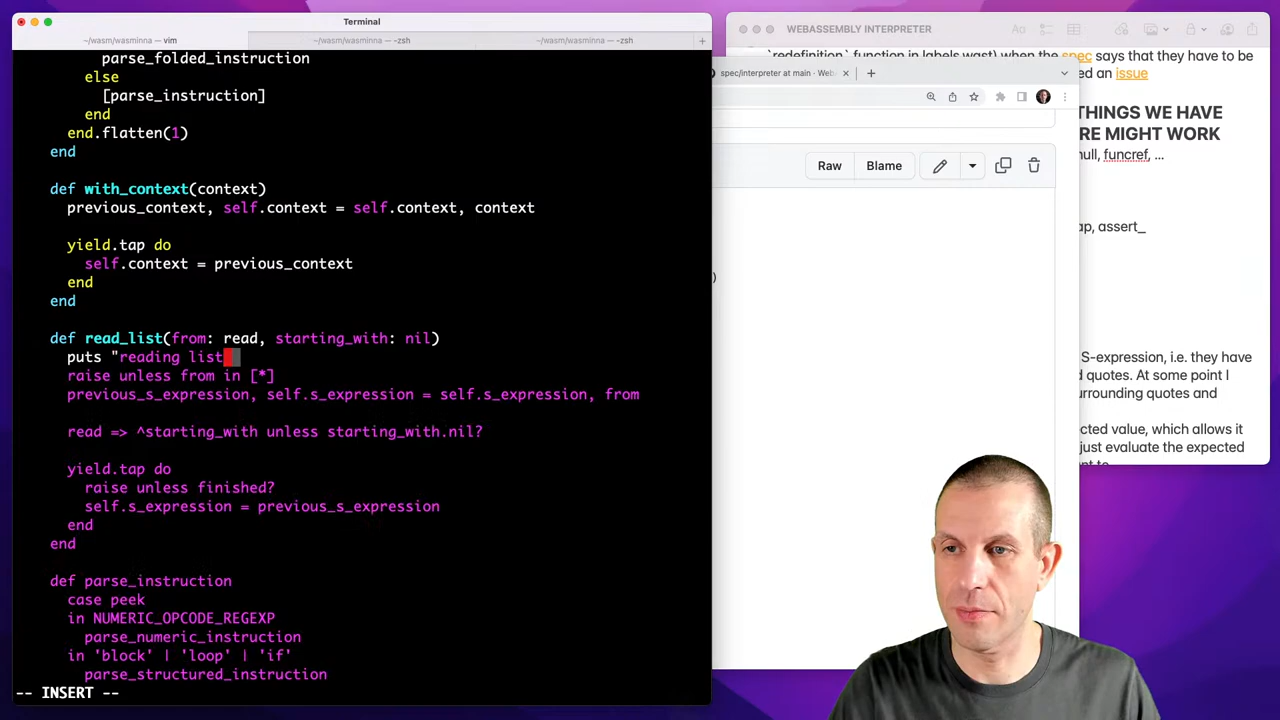 Terminal
~/wasm/wasminna — vim
~/wasm/wasminna — -zsh
~/wasm/wasminna — -zsh
+
parse_folded_instruction
else
[parse_instruction]
end
end.flatten(1)
end
def with_context(context)
previous_context, self.context = self.context, context
yield.tap do
self.context = previous_context
end
end
def read_list(from: read, starting_with: nil)
puts "reading list
raise unless from in [*]
previous_s_expression, self.s_expression = self.s_expression, from
read => ^starting_with unless starting_with.nil?
yield.tap do
raise unless finished?
self.s_expression = previous_s_expression
end
end
def parse_instruction
case peek
in NUMERIC_OPCODE_REGEXP
parse_numeric_instruction
in 'block' | 'loop' | 'if'
parse_structured_instruction
-- INSERT --
spec/interpreter at main · Web
Raw
Blame
)
WEBASSEMBLY INTERPRETER
`redefinition` function in labels.wast) when the spec says that they have to be
ed an issue
THINGS WE HAVE
RE MIGHT WORK
null, funcref, ...
ap, assert_
S-expression, i.e. they have
d quotes. At some point I
urrounding quotes and
cted value, which allows it
just evaluate the expected